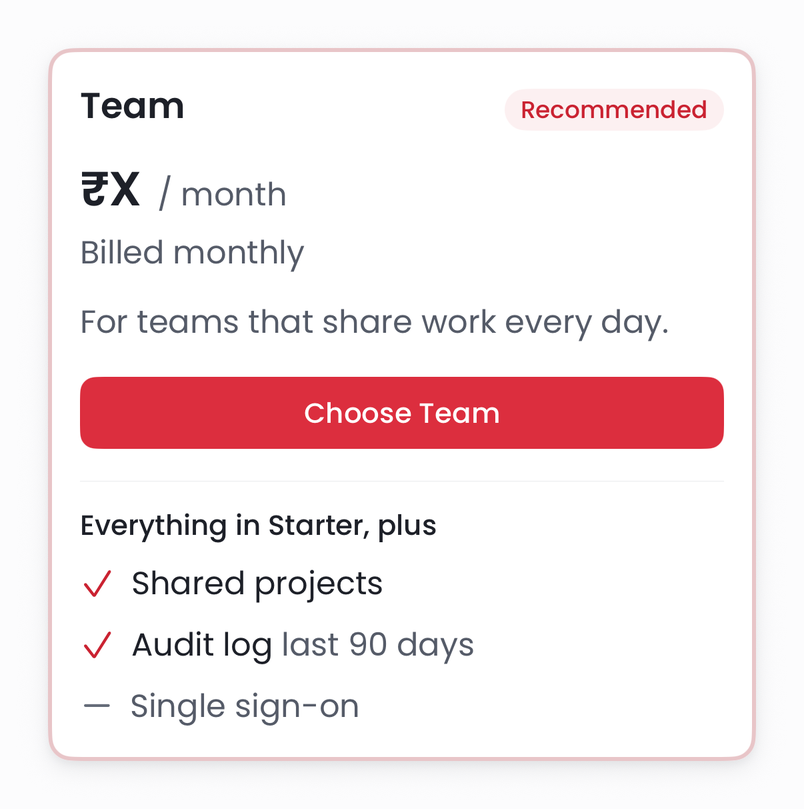 Team
Recommended
₹X / month
Billed monthly
For teams that share work every day.
Choose Team
Everything in Starter, plus
Shared projects
Audit log last 90 days
Single sign-on